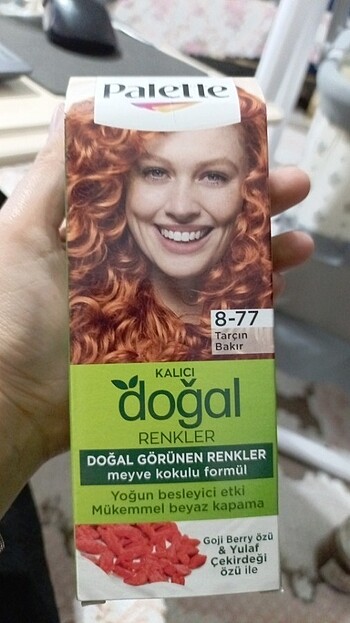 Palette
8-77
Tarçın
Bakır
KALICI
doğal
RENKLER
DOĞAL GÖRÜNEN RENKLER
meyve kokulu formül
Yoğun besleyici etki
Mükemmel beyaz kapama
Goji Berry özü
& Yulaf
Çekirdeği
özü ile